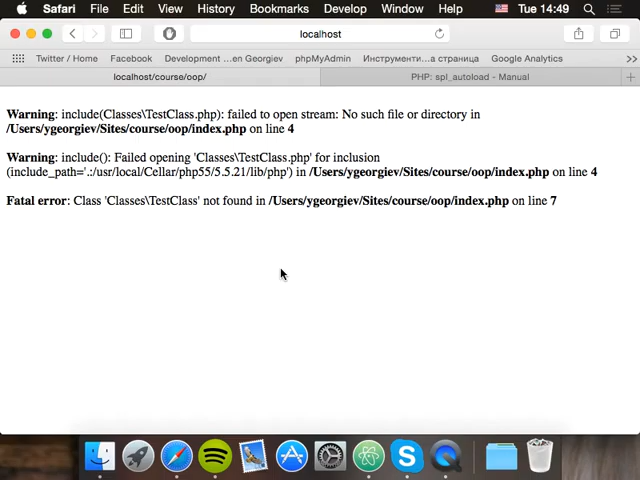 Safari File Edit View History Bookmarks Develop Window Help Tue 14:49
localhost
Twitter / Home Facebook Development ...en Georgiev phpMyAdmin Инструменти...а страница Google Analytics
localhost/course/oop/ PHP: spl_autoload - Manual
Warning: include(Classes\TestClass.php): failed to open stream: No such file or directory in
/Users/ygeorgiev/Sites/course/oop/index.php on line 4
Warning: include(): Failed opening 'Classes\TestClass.php' for inclusion
(include_path='.:/usr/local/Cellar/php55/5.5.21/lib/php') in /Users/ygeorgiev/Sites/course/oop/index.php on line 4
Fatal error: Class 'Classes\TestClass' not found in /Users/ygeorgiev/Sites/course/oop/index.php on line 7